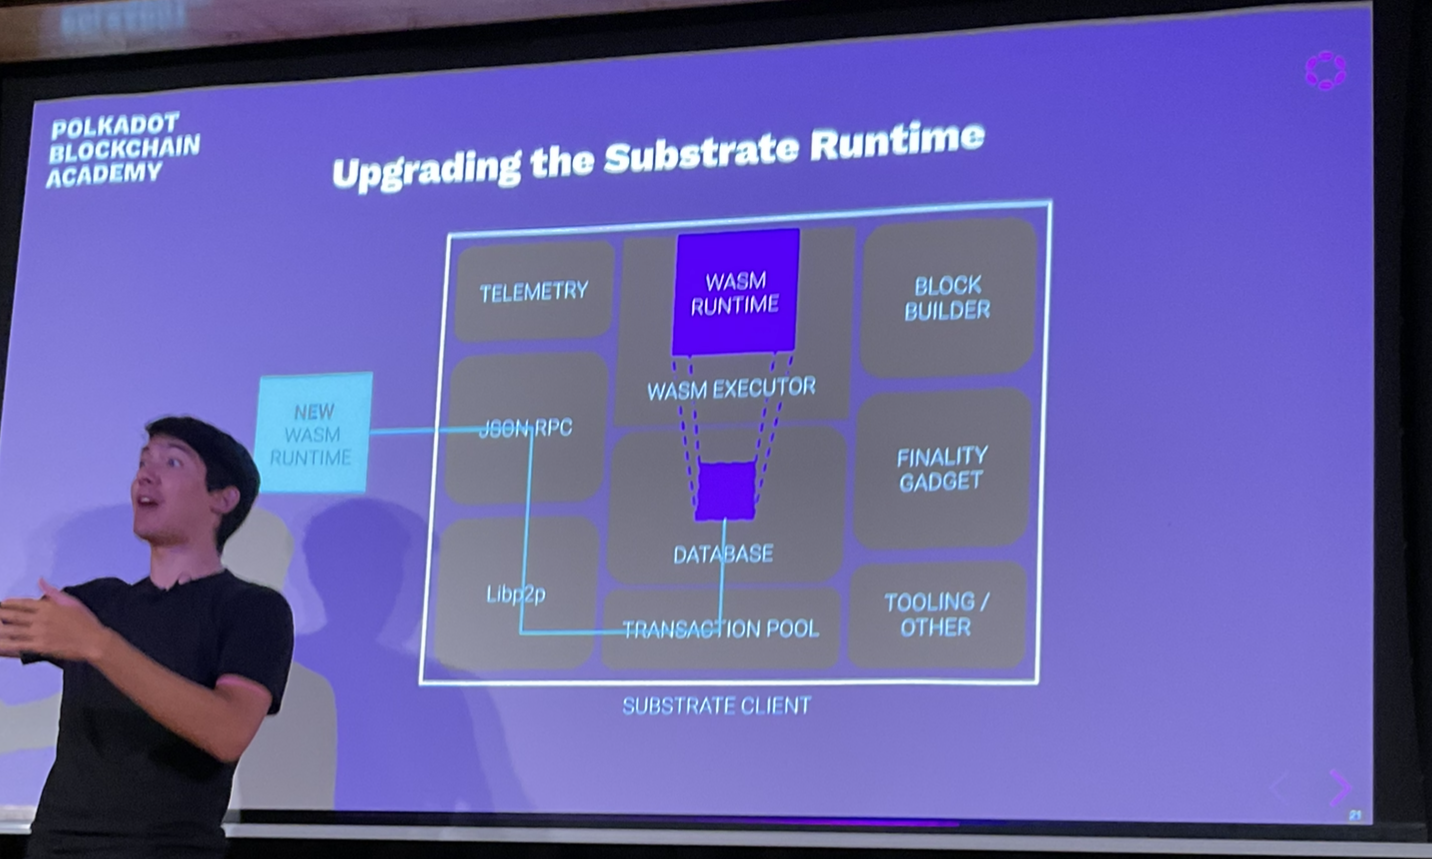 POLKADOT
BLOCKCHAIN
ACADEMY
Upgrading the Substrate Runtime
TELEMETRY
WASM
RUNTIME
BLOCK
BUILDER
WASM EXECUTOR
NEW
WASM
RUNTIME
JSON RPC
FINALITY
GADGET
DATABASE
Libp2p
TRANSACTION POOL
TOOLING /
OTHER
SUBSTRATE CLIENT
21